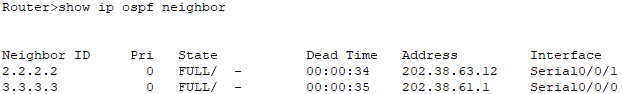 Router>show ip ospf neighbor
Neighbor ID Pri State Dead Time Address Interface
2.2.2.2 0 FULL/ - 00:00:34 202.38.63.12 Serial0/0/1
3.3.3.3 0 FULL/ - 00:00:35 202.38.61.1 Serial0/0/0